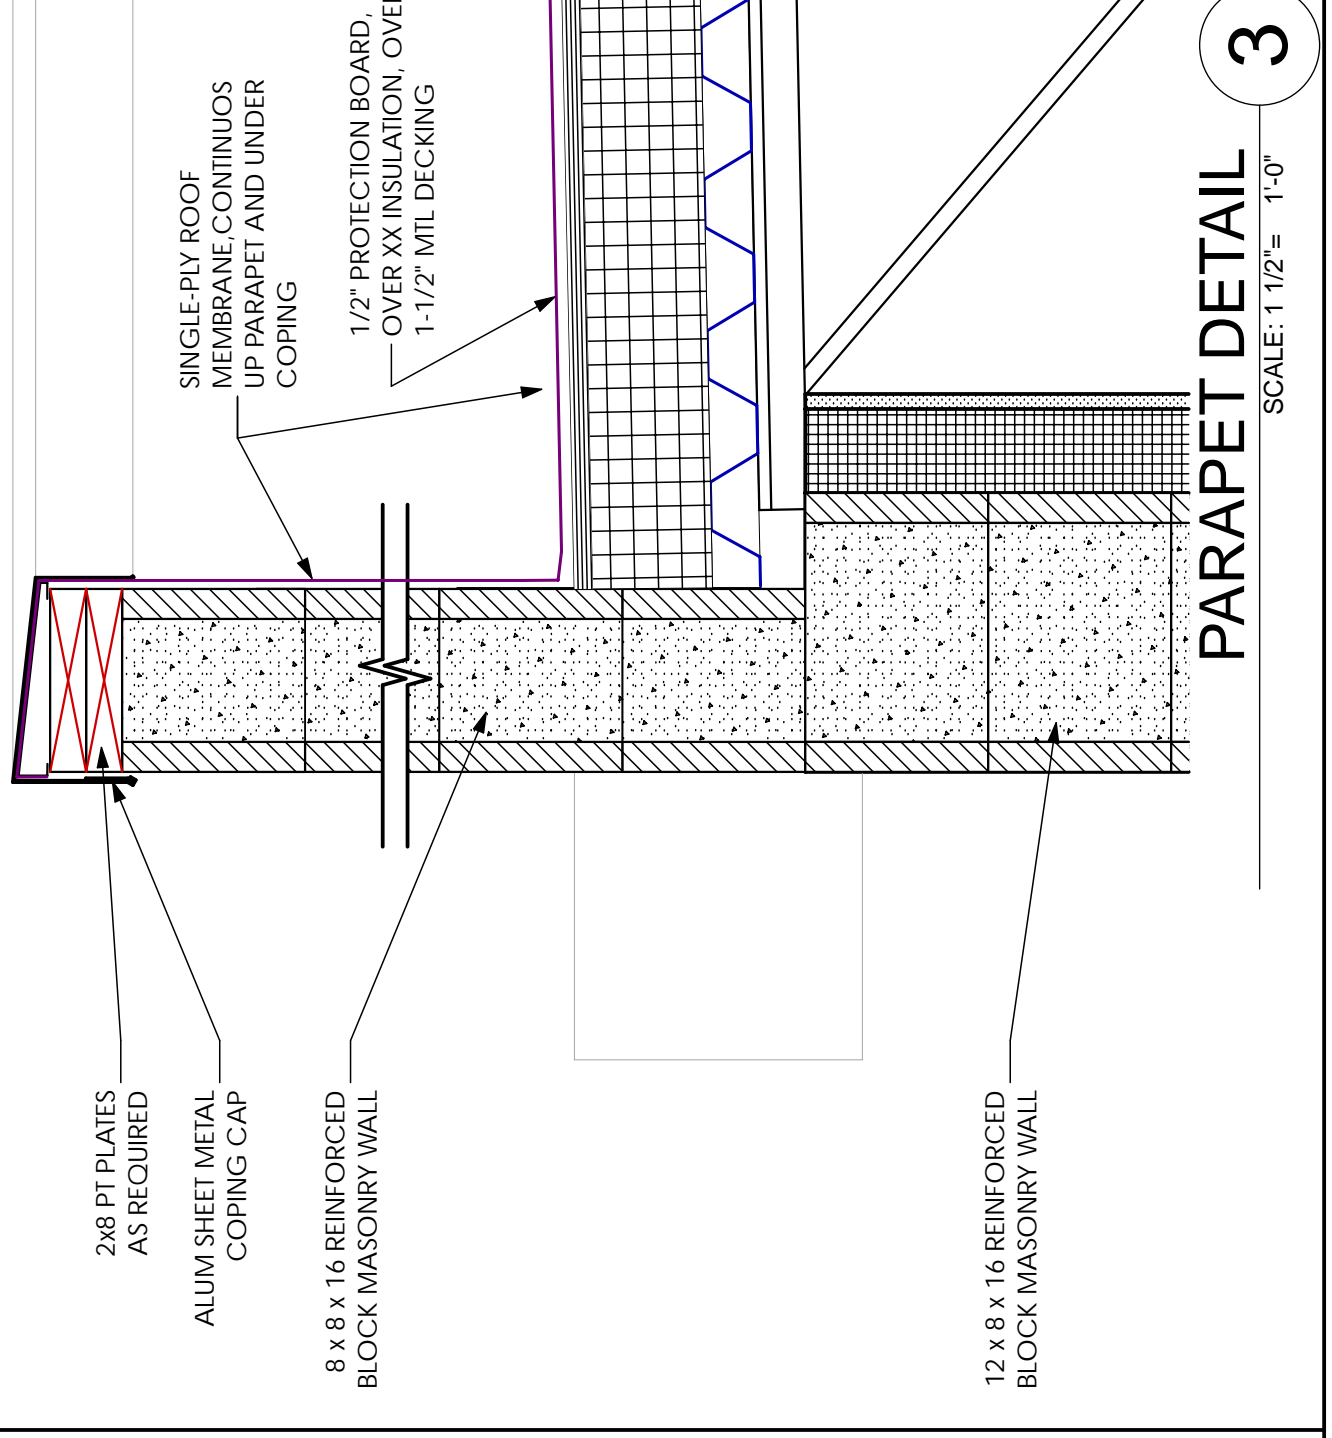 SINGLE-PLY ROOF
MEMBRANE,CONTINUOS
UP PARAPET AND UNDER
COPING
1/2" PROTECTION BOARD,
OVER XX INSULATION, OVER
1-1/2" MTL DECKING
2x8 PT PLATES
AS REQUIRED
ALUM SHEET METAL
COPING CAP
8 x 8 x 16 REINFORCED
BLOCK MASONRY WALL
12 x 8 x 16 REINFORCED
BLOCK MASONRY WALL
PARAPET DETAIL
3
SCALE: 1 1/2"= 1'-0"